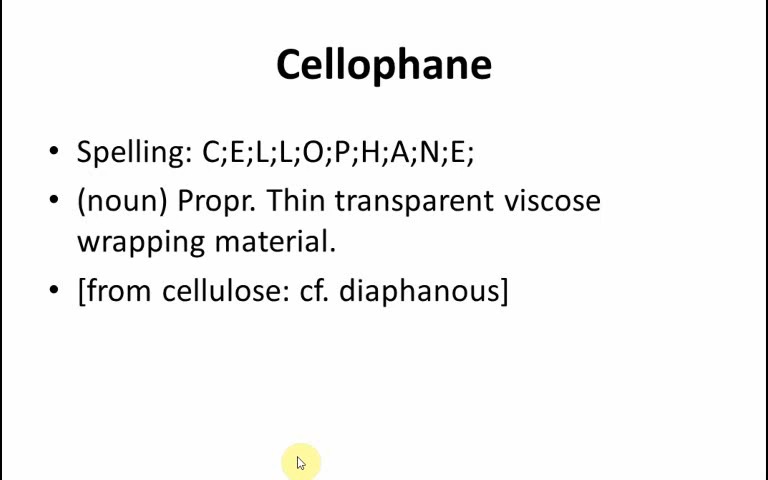 Cellophane
• Spelling: C;E;L;L;O;P;H;A;N;E;
• (noun) Propr. Thin transparent viscose
wrapping material.
• [from cellulose: cf. diaphanous]